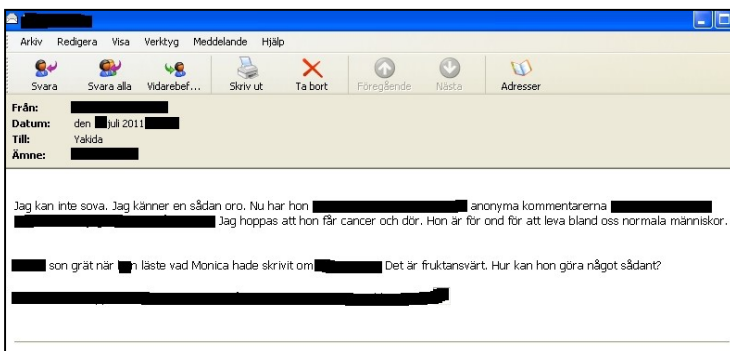 Arkiv Redigera Visa Verktyg Meddelande Hjälp
Svara Svara alla Vidarebef... Skriv ut Ta bort Föregående Nästa Adresser
Från:
Datum: den juli 2011
Till: Yakida
Ämne:
Jag kan inte sova. Jag känner en sådan oro. Nu har hon anonyma kommentarerna
Jag hoppas att hon får cancer och dör. Hon är för ond för att leva bland oss normala människor.
son grät när n läste vad Monica hade skrivit om Det är fruktansvärt. Hur kan hon göra något sådant?